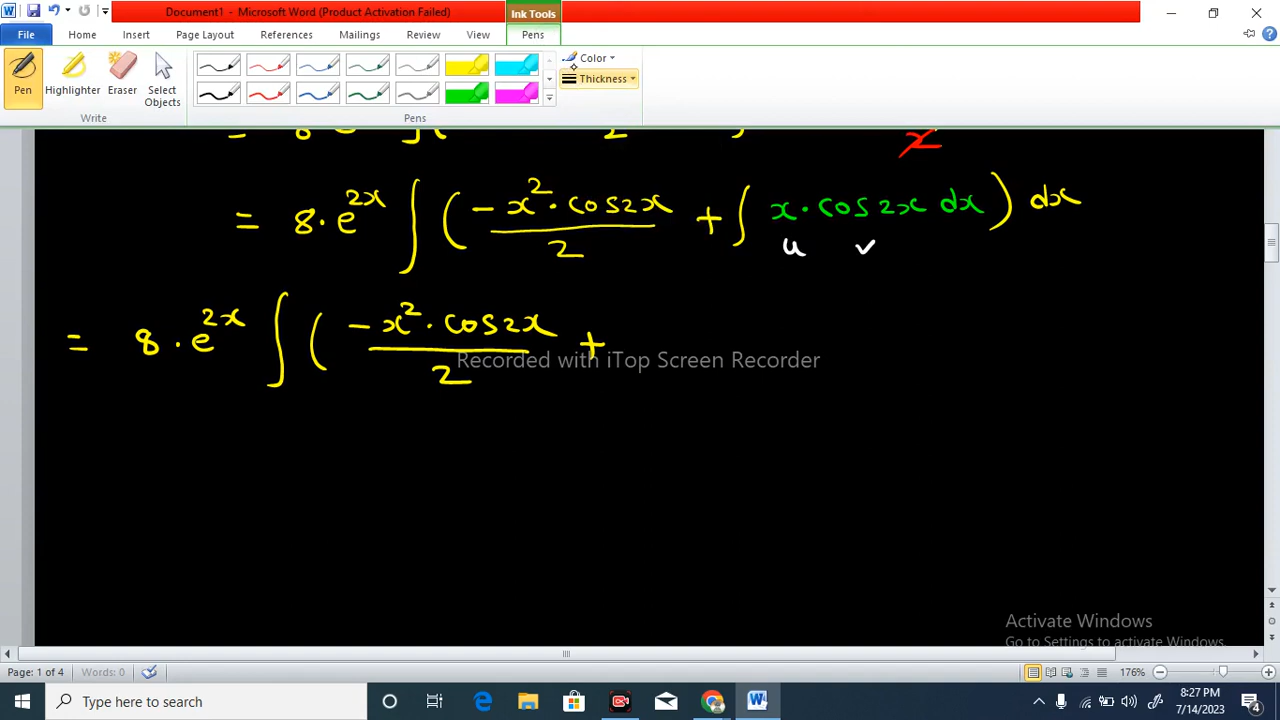 Document1 - Microsoft Word (Product Activation Failed)
Ink Tools
File Home Insert Page Layout References Mailings Review View Pens
Pen Highlighter Eraser Select Objects
Color
Thickness
Write Pens
= 8·e^{2x} ∫ ( -x²·cos2x / 2 + ∫ x·cos2x dx ) dx
u v
= 8·e^{2x} ∫ ( -x²·cos2x / 2 +
Recorded with iTop Screen Recorder
Activate Windows
Go to Settings to activate Windows.
Page: 1 of 4 Words: 0 176%
Type here to search
8:27 PM
7/14/2023
4